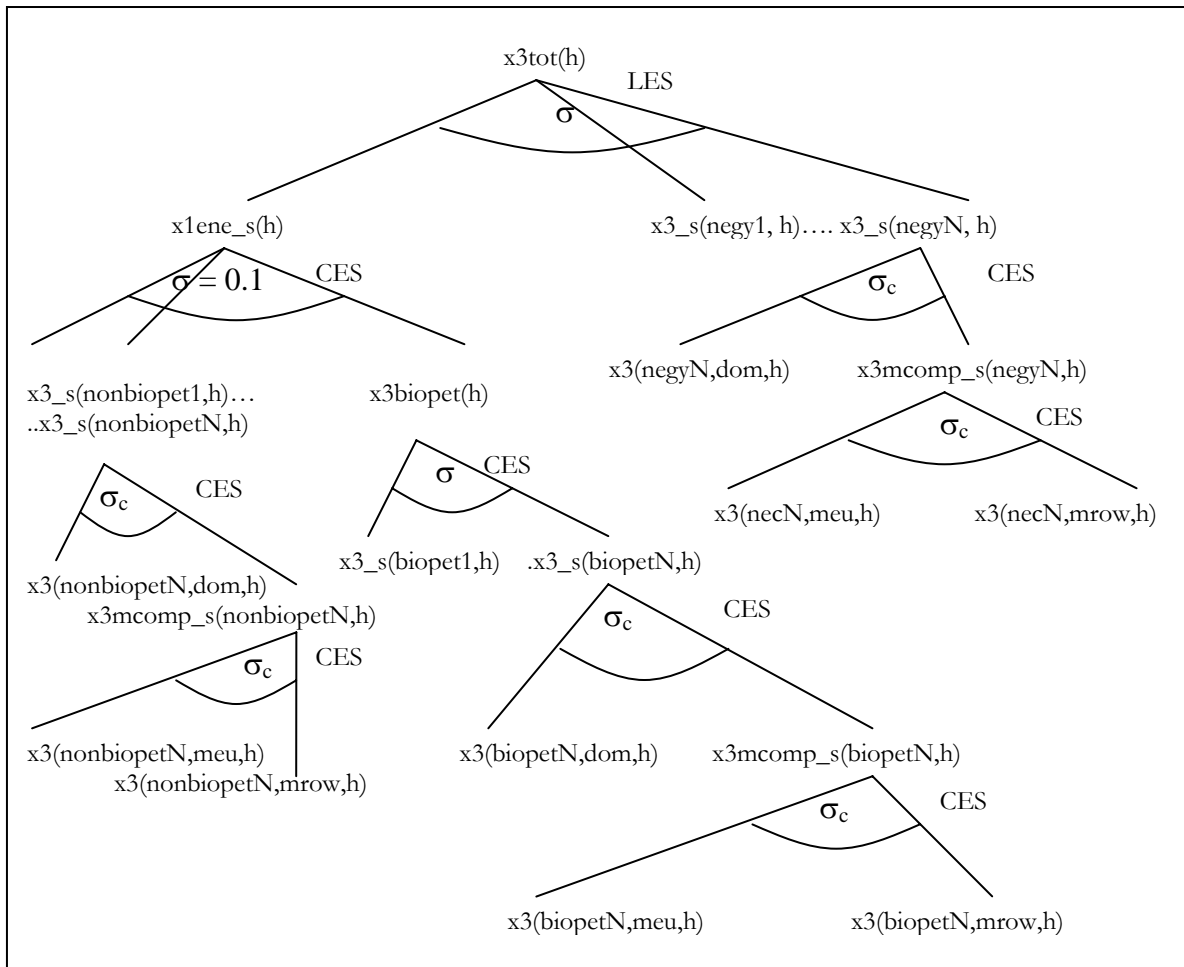 x3tot(h)
LES
σ
x1ene_s(h)
x3_s(negy1, h)…. x3_s(negyN, h)
σ = 0.1
CES
σc
CES
x3(negyN,dom,h)
x3mcomp_s(negyN,h)
x3_s(nonbiopet1,h)…
..x3_s(nonbiopetN,h)
x3biopet(h)
σc
CES
σ
CES
σc
CES
x3(necN,meu,h)
x3(necN,mrow,h)
x3_s(biopet1,h)
.x3_s(biopetN,h)
x3(nonbiopetN,dom,h)
x3mcomp_s(nonbiopetN,h)
σc
CES
σc
CES
x3(nonbiopetN,meu,h)
x3(nonbiopetN,mrow,h)
x3(biopetN,dom,h)
x3mcomp_s(biopetN,h)
σc
CES
x3(biopetN,meu,h)
x3(biopetN,mrow,h)